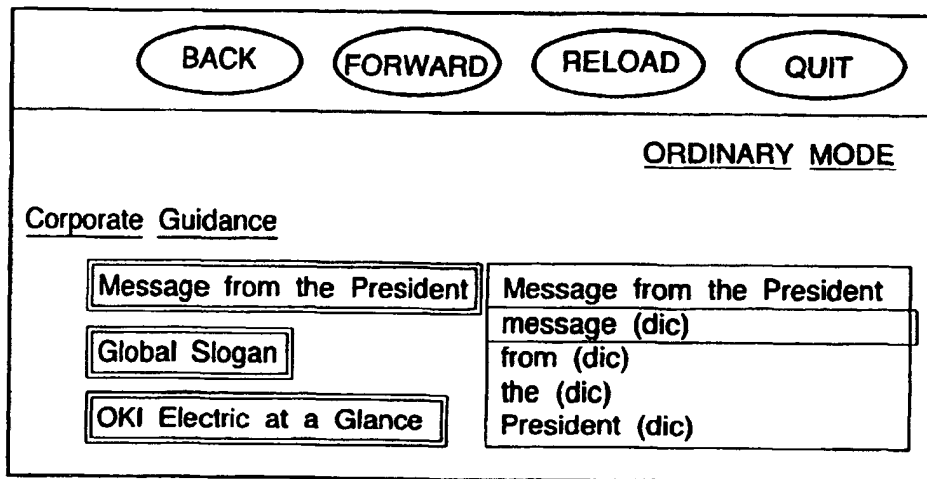 BACK FORWARD RELOAD QUIT
ORDINARY MODE
Corporate Guidance
Message from the President
Global Slogan
OKI Electric at a Glance
Message from the President
message (dic)
from (dic)
the (dic)
President (dic)